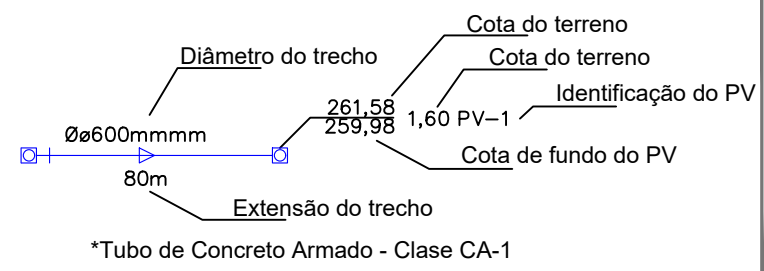 Cota do terreno
Diâmetro do trecho
Cota do terreno
Identificação do PV
261,58
259,98
1,60 PV-1
Øø600mmmm
80m
Cota de fundo do PV
Extensão do trecho
*Tubo de Concreto Armado - Clase CA-1